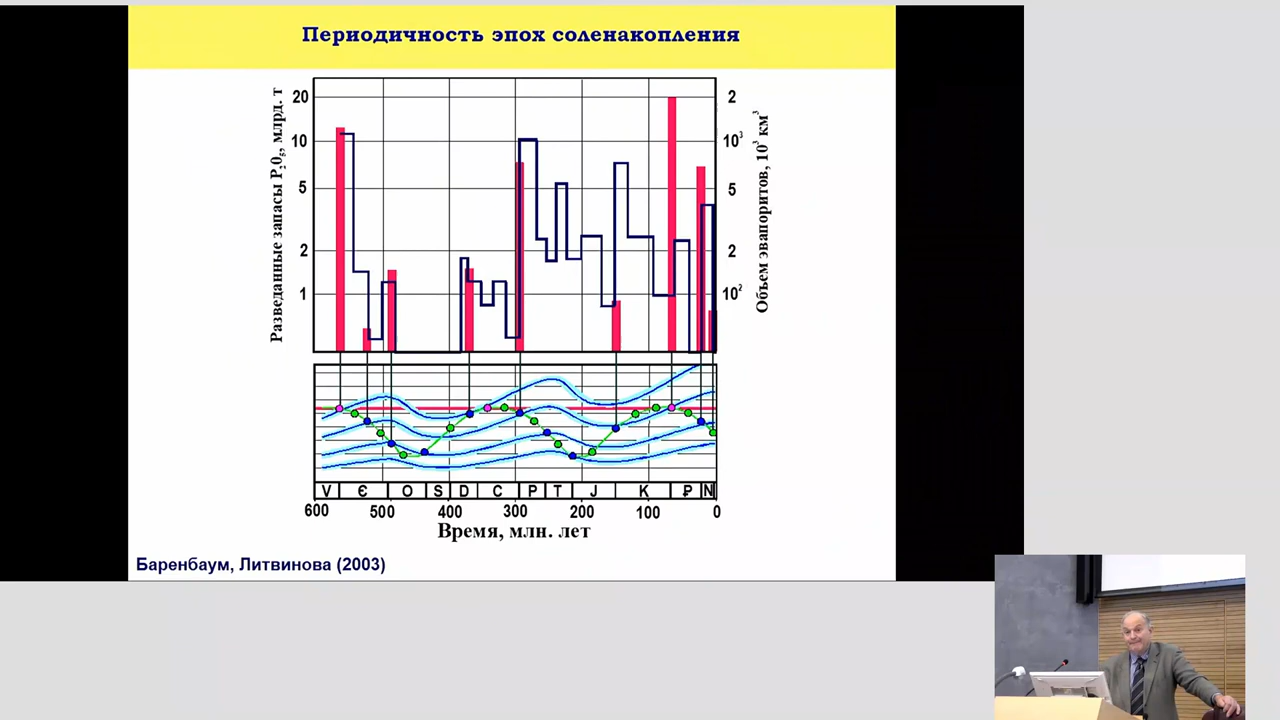 Периодичность эпох соленакопления
Разведанные запасы P₂0₅, млрд. т
20
10
5
2
1
2
10³
5
2
10²
Объем эвапоритов, 10³ км³
V Є O S D C P T J K Ᵽ N
600 500 400 300 200 100 0
Время, млн. лет
Баренбаум, Литвинова (2003)